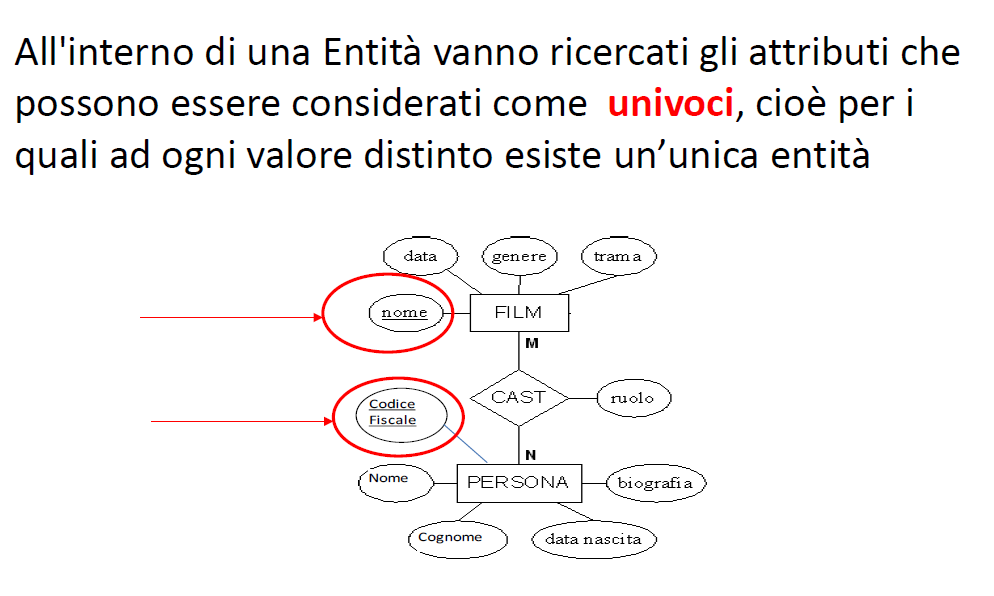 All'interno di una Entità vanno ricercati gli attributi che
possono essere considerati come univoci, cioè per i
quali ad ogni valore distinto esiste un’unica entità
data
genere
trama
nome
FILM
M
CAST
ruolo
Codice
Fiscale
N
Nome
PERSONA
biografia
Cognome
data nascita